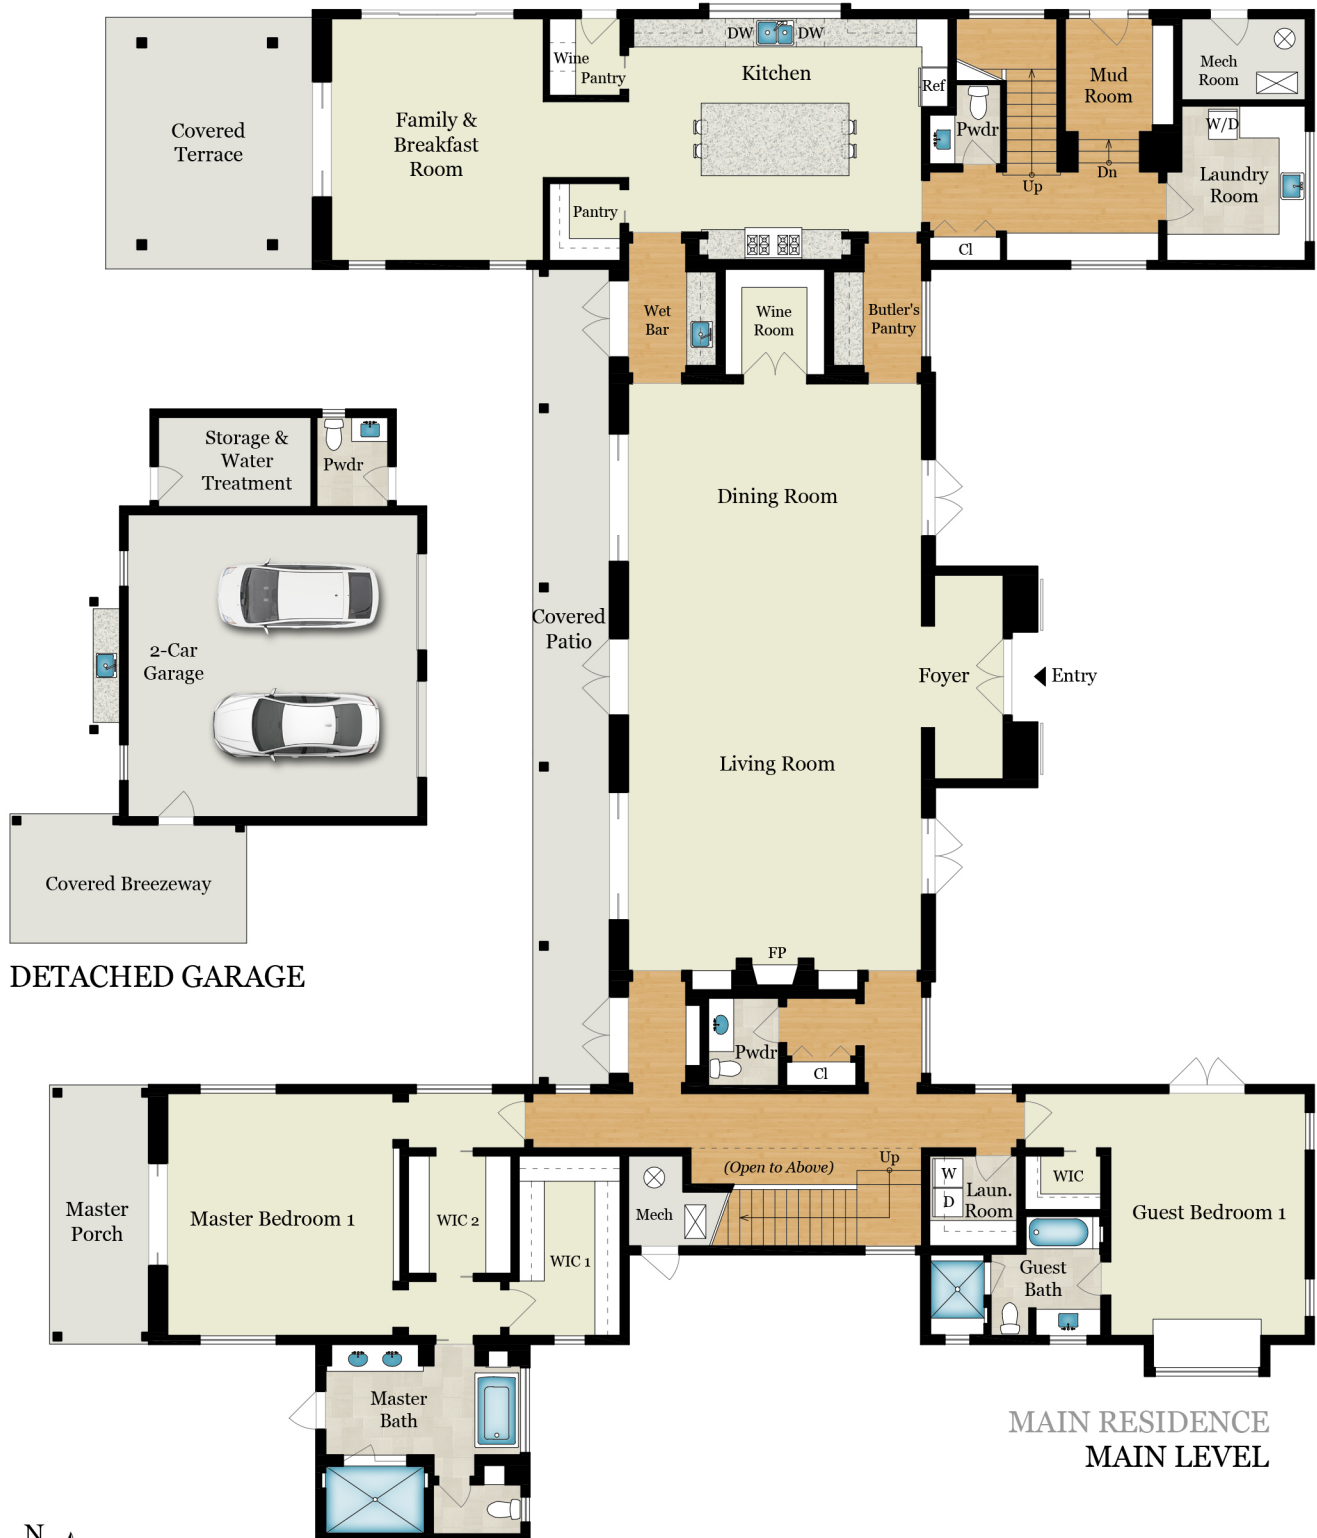 DW
DW
Wine
Pantry
Kitchen
Ref
Mud
Room
Mech
Room
Covered
Terrace
Family &
Breakfast
Room
Pwdr
W/D
Laundry
Room
Up
Dn
Pantry
Cl
Wet
Bar
Wine
Room
Butler's
Pantry
Storage &
Water
Treatment
Pwdr
Dining Room
2-Car
Garage
Covered
Patio
Foyer
Entry
Living Room
Covered Breezeway
DETACHED GARAGE
FP
Pwdr
Cl
(Open to Above)
Up
W
D
Laun.
Room
WIC
Master
Porch
Master Bedroom 1
WIC 2
WIC 1
Mech
Guest Bedroom 1
Guest
Bath
Master
Bath
MAIN RESIDENCE
MAIN LEVEL
N